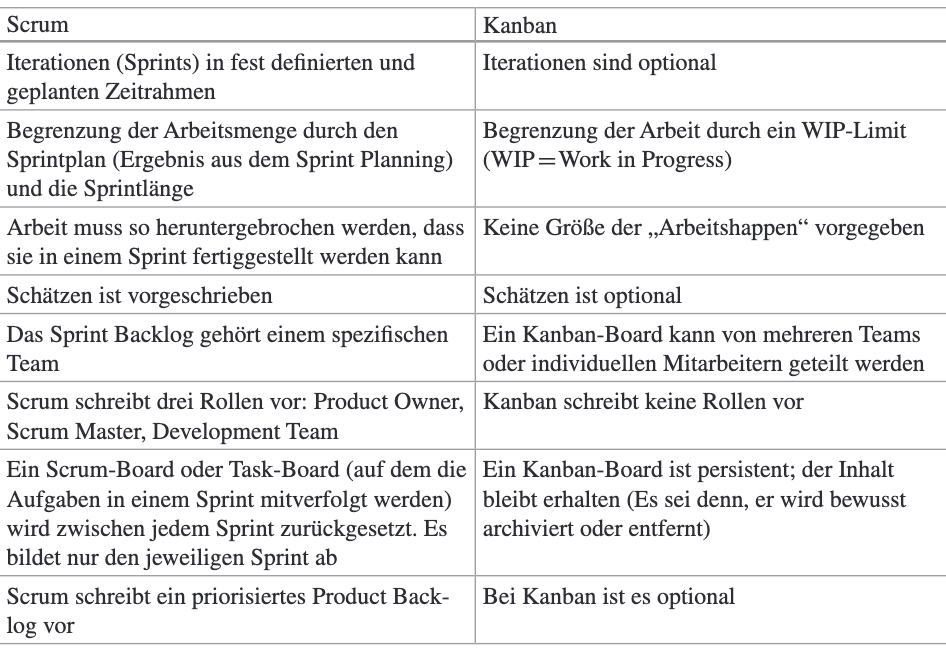 Scrum
Kanban
Iterationen (Sprints) in fest definierten und
geplanten Zeitrahmen
Iterationen sind optional
Begrenzung der Arbeitsmenge durch den
Sprintplan (Ergebnis aus dem Sprint Planning)
und die Sprintlänge
Begrenzung der Arbeit durch ein WIP-Limit
(WIP = Work in Progress)
Arbeit muss so heruntergebrochen werden, dass
sie in einem Sprint fertiggestellt werden kann
Keine Größe der „Arbeitshappen“ vorgegeben
Schätzen ist vorgeschrieben
Schätzen ist optional
Das Sprint Backlog gehört einem spezifischen
Team
Ein Kanban-Board kann von mehreren Teams
oder individuellen Mitarbeitern geteilt werden
Scrum schreibt drei Rollen vor: Product Owner,
Scrum Master, Development Team
Kanban schreibt keine Rollen vor
Ein Scrum-Board oder Task-Board (auf dem die
Aufgaben in einem Sprint mitverfolgt werden)
wird zwischen jedem Sprint zurückgesetzt. Es
bildet nur den jeweiligen Sprint ab
Ein Kanban-Board ist persistent; der Inhalt
bleibt erhalten (Es sei denn, er wird bewusst
archiviert oder entfernt)
Scrum schreibt ein priorisiertes Product Back-
log vor
Bei Kanban ist es optional